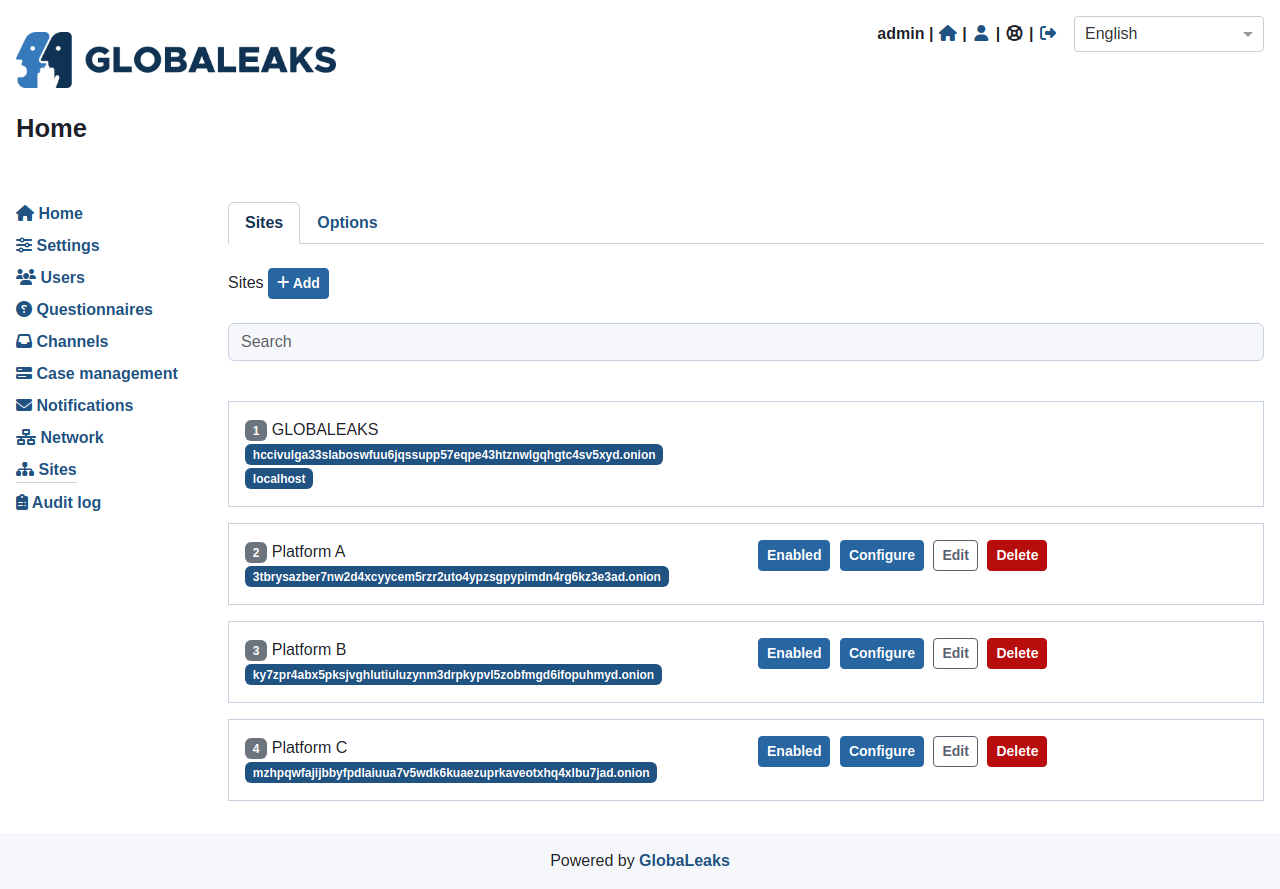 admin | | | |
English
GLOBALEAKS
Home
Home
Settings
Users
Questionnaires
Channels
Case management
Notifications
Network
Sites
Audit log
Sites Options
Sites + Add
Search
1 GLOBALEAKS
hccivulga33slaboswfuu6jqssupp57eqpe43htznwlgqhgtc4sv5xyd.onion
localhost
2 Platform A Enabled Configure Edit Delete
3tbrysazber7nw2d4xcyycem5rzr2uto4ypzsgpypimdn4rg6kz3e3ad.onion
3 Platform B Enabled Configure Edit Delete
ky7zpr4abx5pksjvghlutiuluzynm3drpkypvl5zobfmgd6ifopuhmyd.onion
4 Platform C Enabled Configure Edit Delete
mzhpqwfajijbbyfpdlaiuua7v5wdk6kuaezuprkaveotxhq4xlbu7jad.onion
Powered by GlobaLeaks